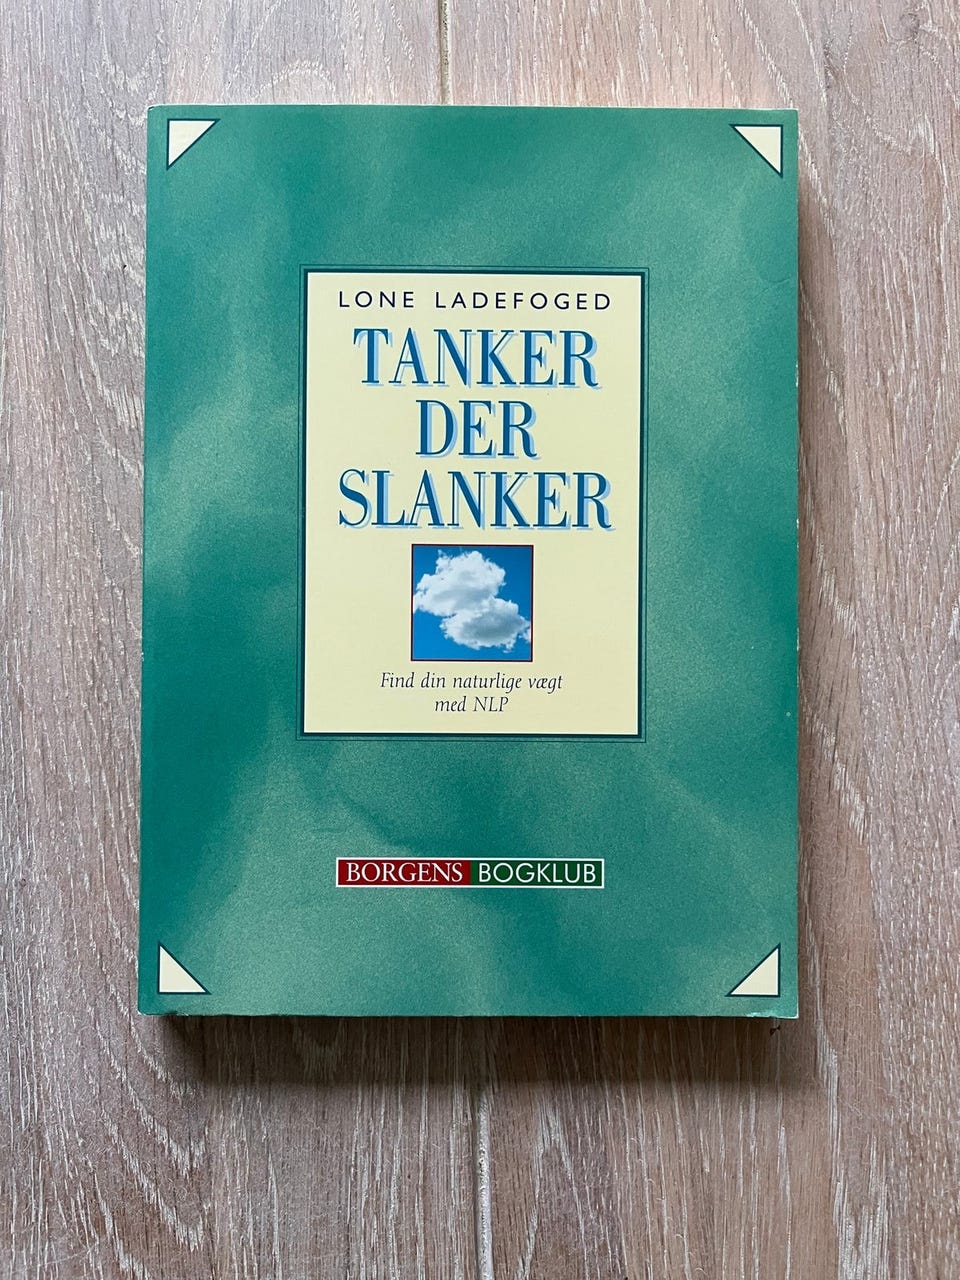 LONE LADEFOGED
TANKER
DER
SLANKER
Find din naturlige vægt
med NLP
BORGENS BOGKLUB